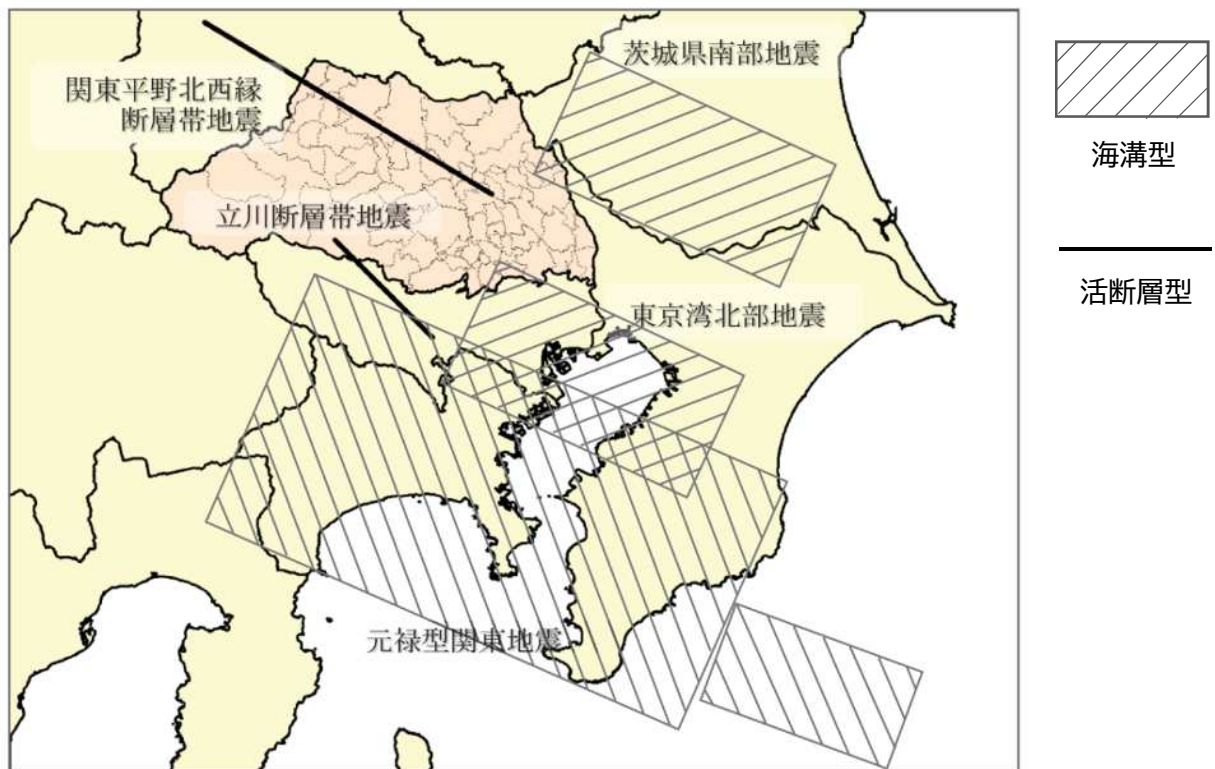 茨城県南部地震
関東平野北西縁
断層帯地震
立川断層帯地震
東京湾北部地震
元禄型関東地震
海溝型
活断層型